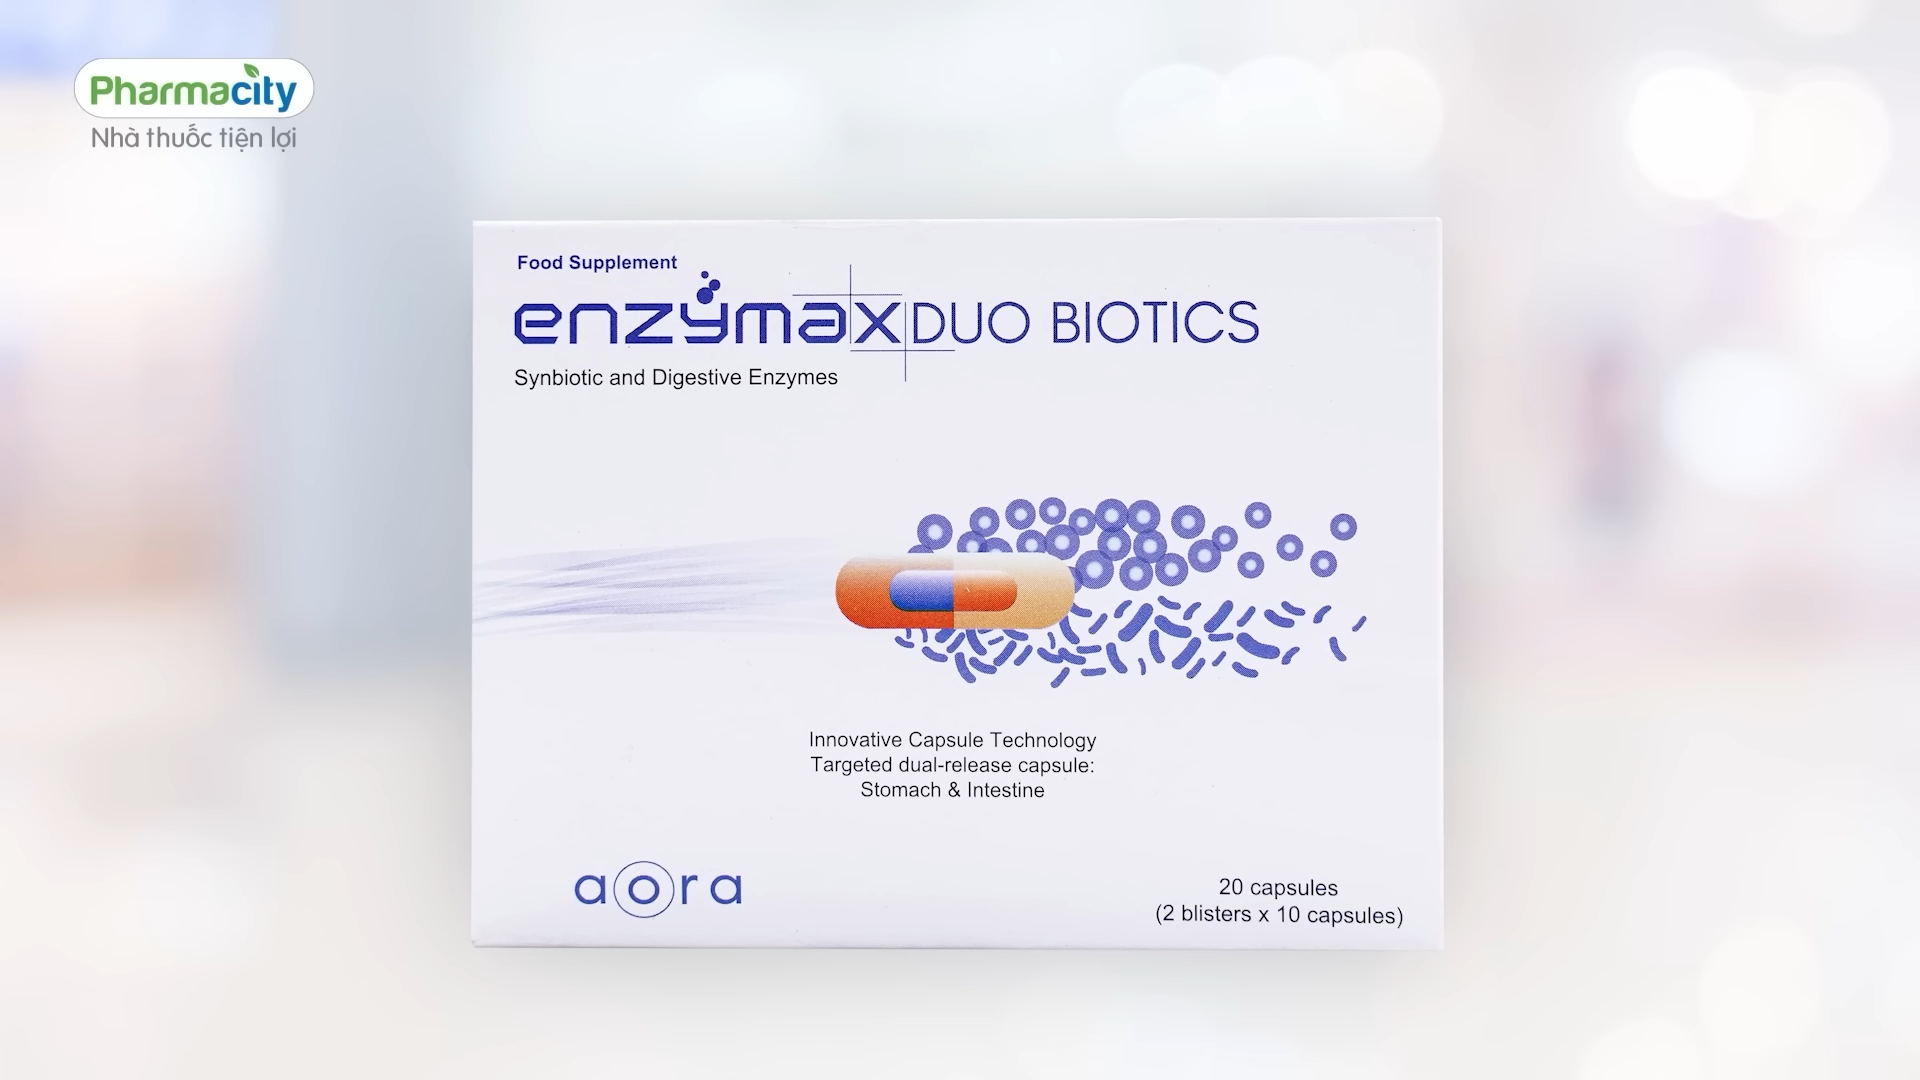 Pharmacity
Nhà thuốc tiện lợi
Food Supplement
enzymax DUO BIOTICS
Synbiotic and Digestive Enzymes
Innovative Capsule Technology
Targeted dual-release capsule:
Stomach & Intestine
aora
20 capsules
(2 blisters x 10 capsules)